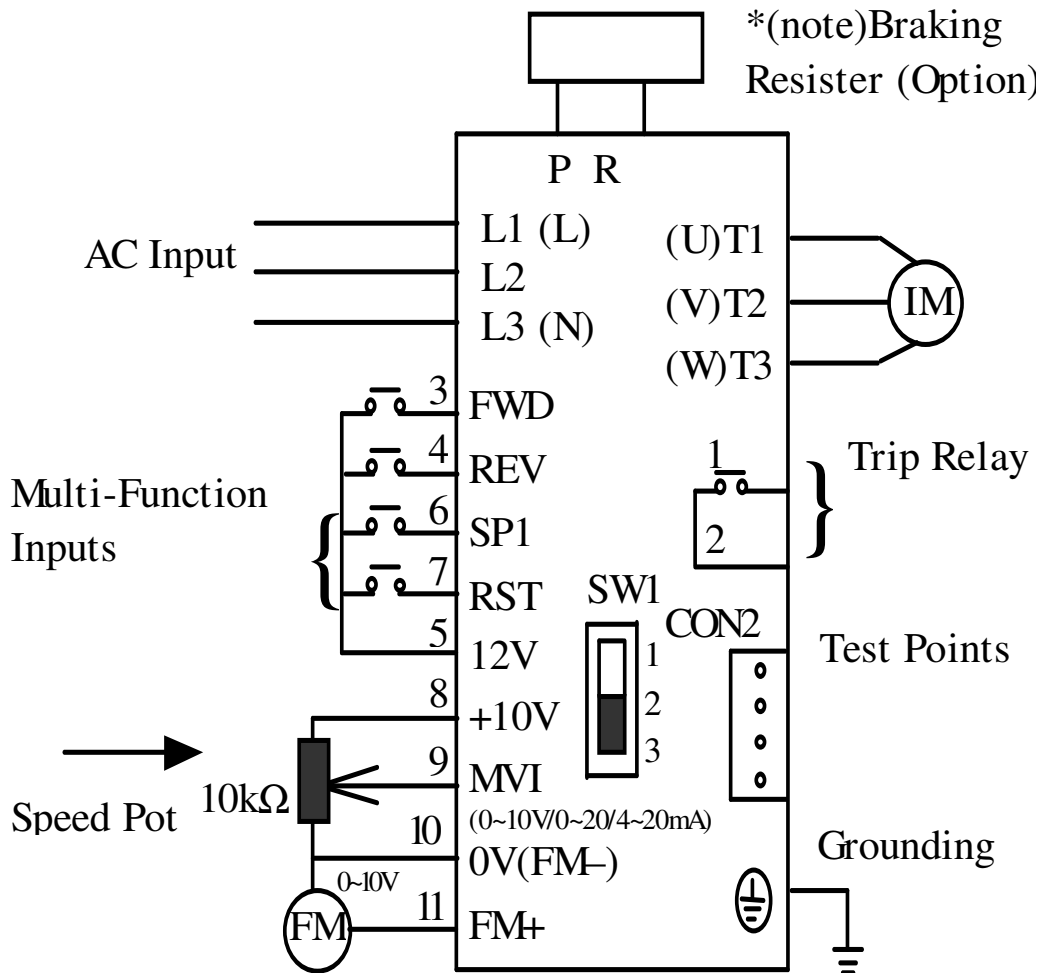 *(note)Braking
Resister (Option)
P R
L1 (L)
AC Input
L2
L3 (N)
(U)T1
(V)T2
IM
(W)T3
3
FWD
4
REV
Multi-Function
Inputs
6
SP1
7
RST
5
12V
1
Trip Relay
2
SW1
1
2
3
CON2
Test Points
8
+10V
10kΩ
9
MVI
Speed Pot
(0~10V/0~20/4~20mA)
10
0V(FM–)
0~10V
FM
11
FM+
Grounding